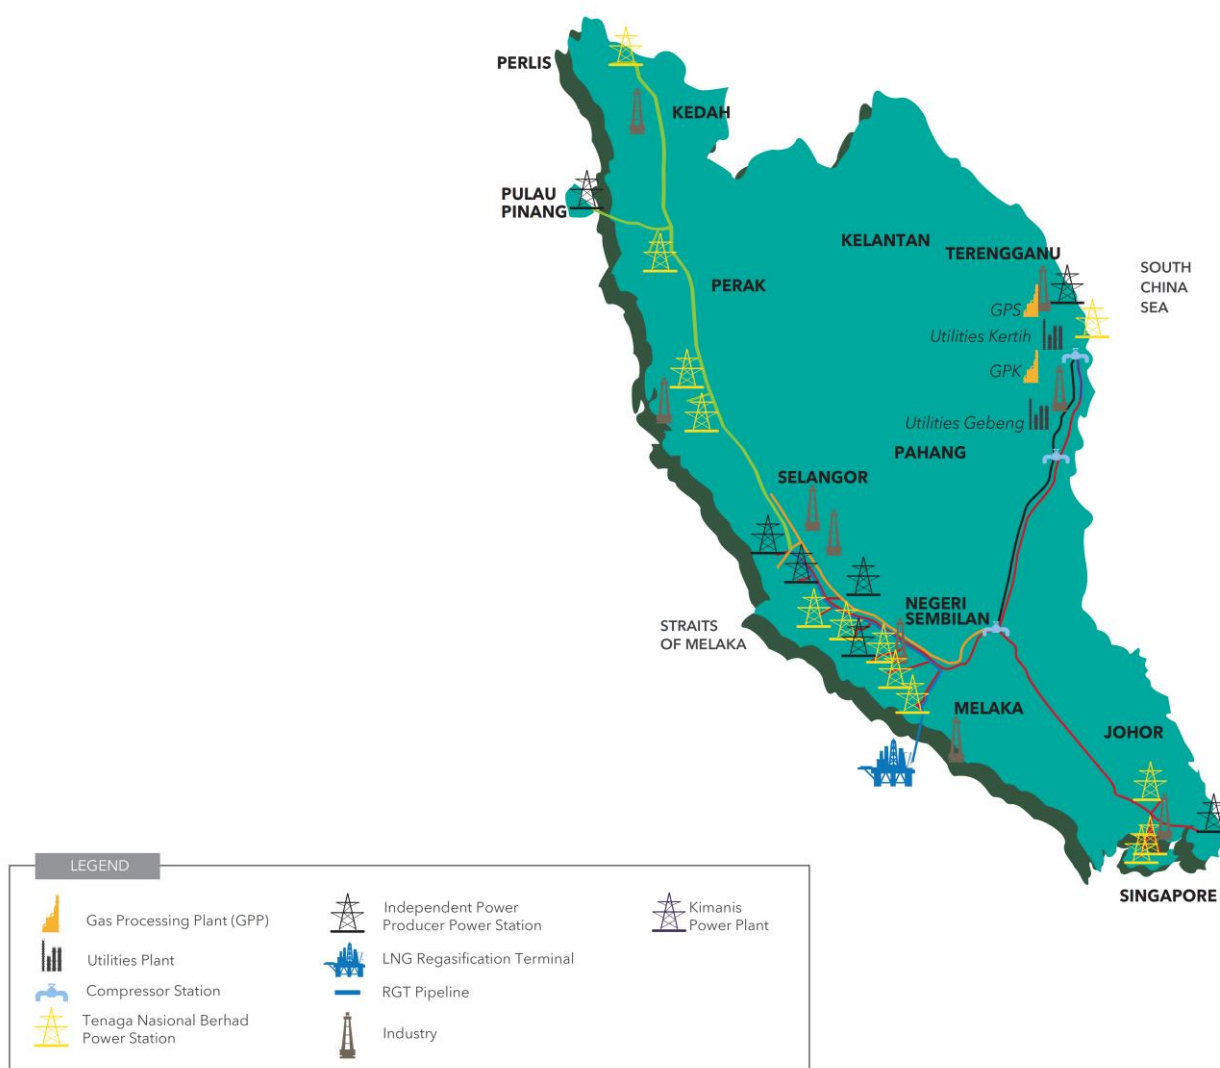 PERLIS
KEDAH
PULAU
PINANG
KELANTAN
TERENGGANU
SOUTH
CHINA
SEA
PERAK
GPS
Utilities Kertih
GPK
Utilities Gebeng
PAHANG
SELANGOR
NEGERI
SEMBILAN
STRAITS
OF MELAKA
MELAKA
JOHOR
SINGAPORE
LEGEND
Gas Processing Plant (GPP)
Utilities Plant
Compressor Station
Tenaga Nasional Berhad
Power Station
Independent Power
Producer Power Station
LNG Regasification Terminal
RGT Pipeline
Industry
Kimanis
Power Plant